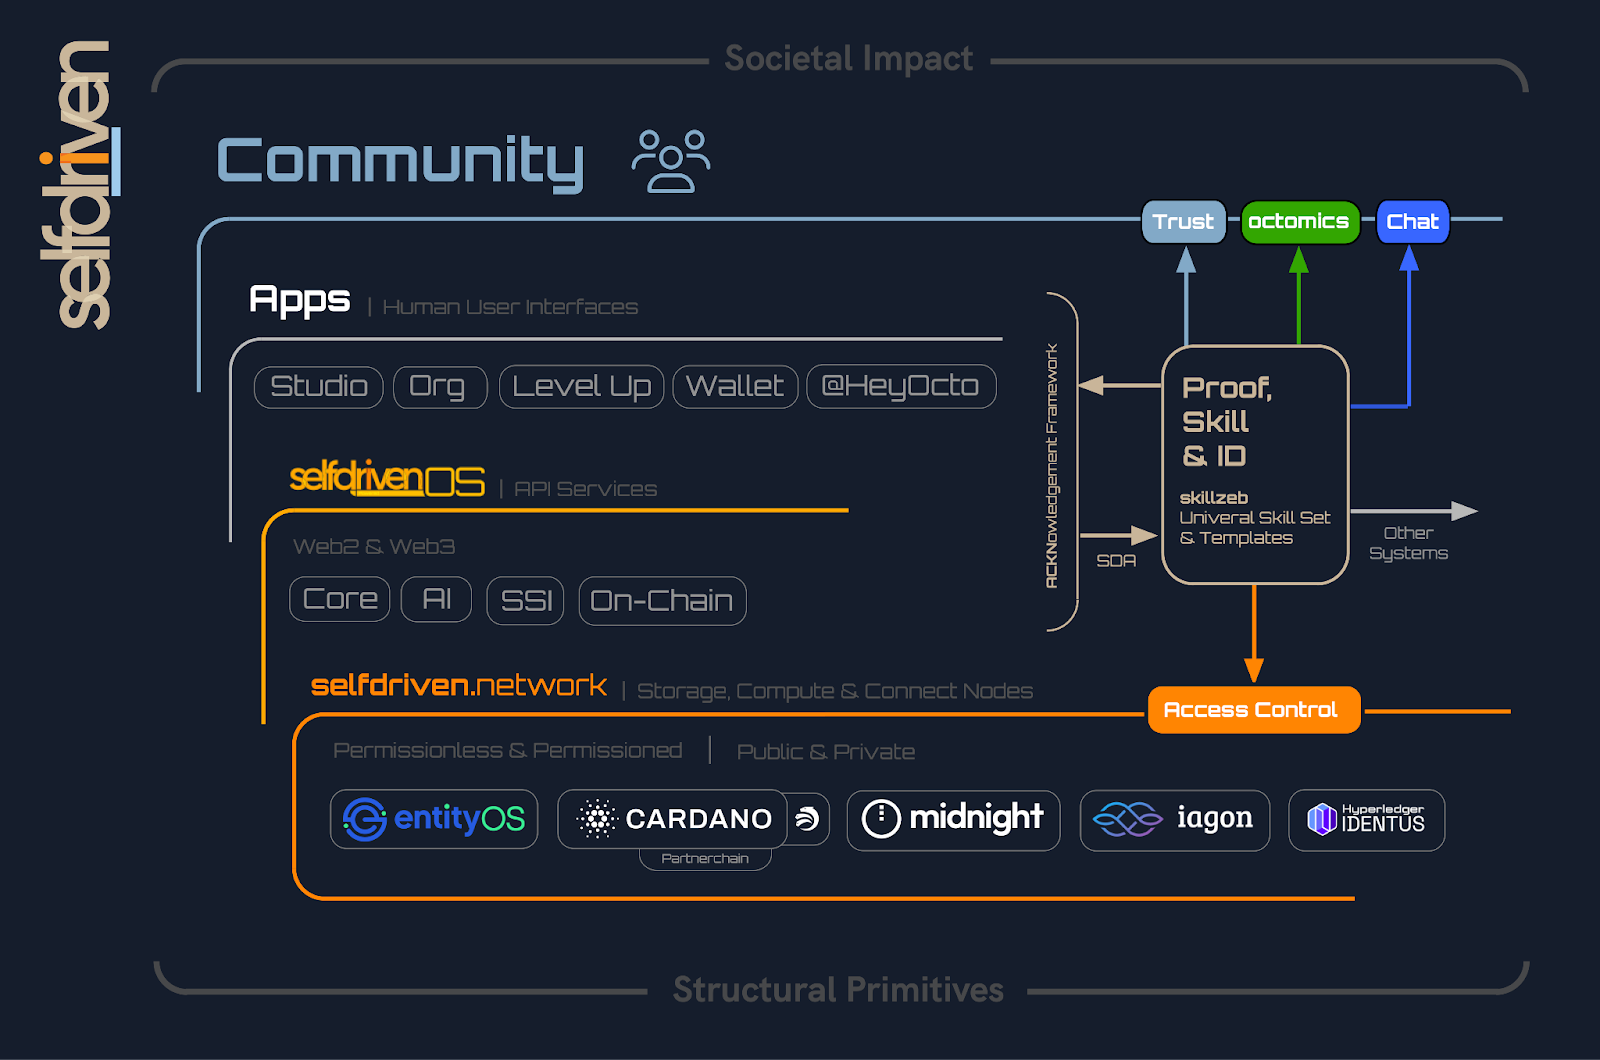 Societal Impact
selfdriven
Community
Trust
octomics
Chat
Apps | Human User Interfaces
Studio
Org
Level Up
Wallet
@HeyOcto
ACKNowledgement Framework
Proof,
Skill
& ID
skillzeb
Univeral Skill Set
& Templates
SDA
Other
Systems
selfdrivenOS | API Services
Web2 & Web3
Core
AI
SSI
On-Chain
selfdriven.network | Storage, Compute & Connect Nodes
Access Control
Permissionless & Permissioned | Public & Private
entityOS
CARDANO
Partnerchain
midnight
iagon
Hyperledger
IDENTUS
Structural Primitives